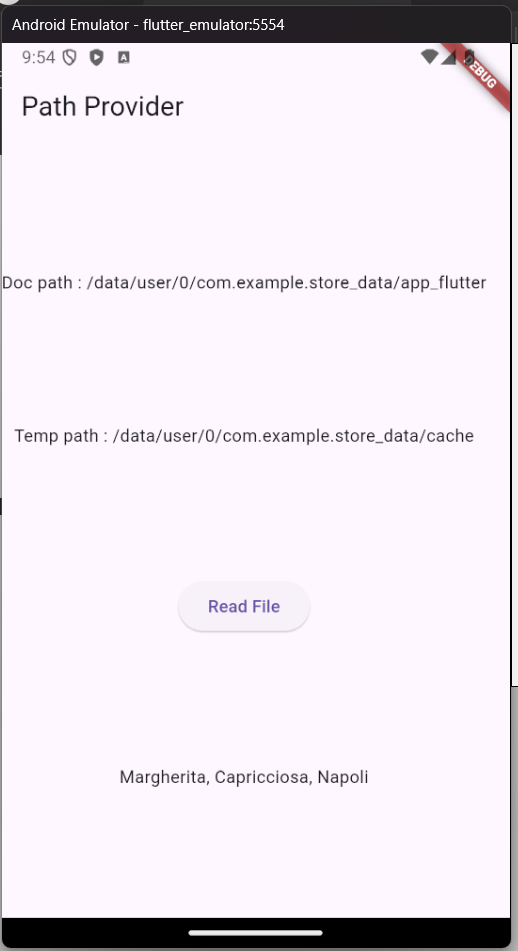 Android Emulator - flutter_emulator:5554
9:54
A
DEBUG
Path Provider
Doc path : /data/user/0/com.example.store_data/app_flutter
Temp path : /data/user/0/com.example.store_data/cache
Read File
Margherita, Capricciosa, Napoli